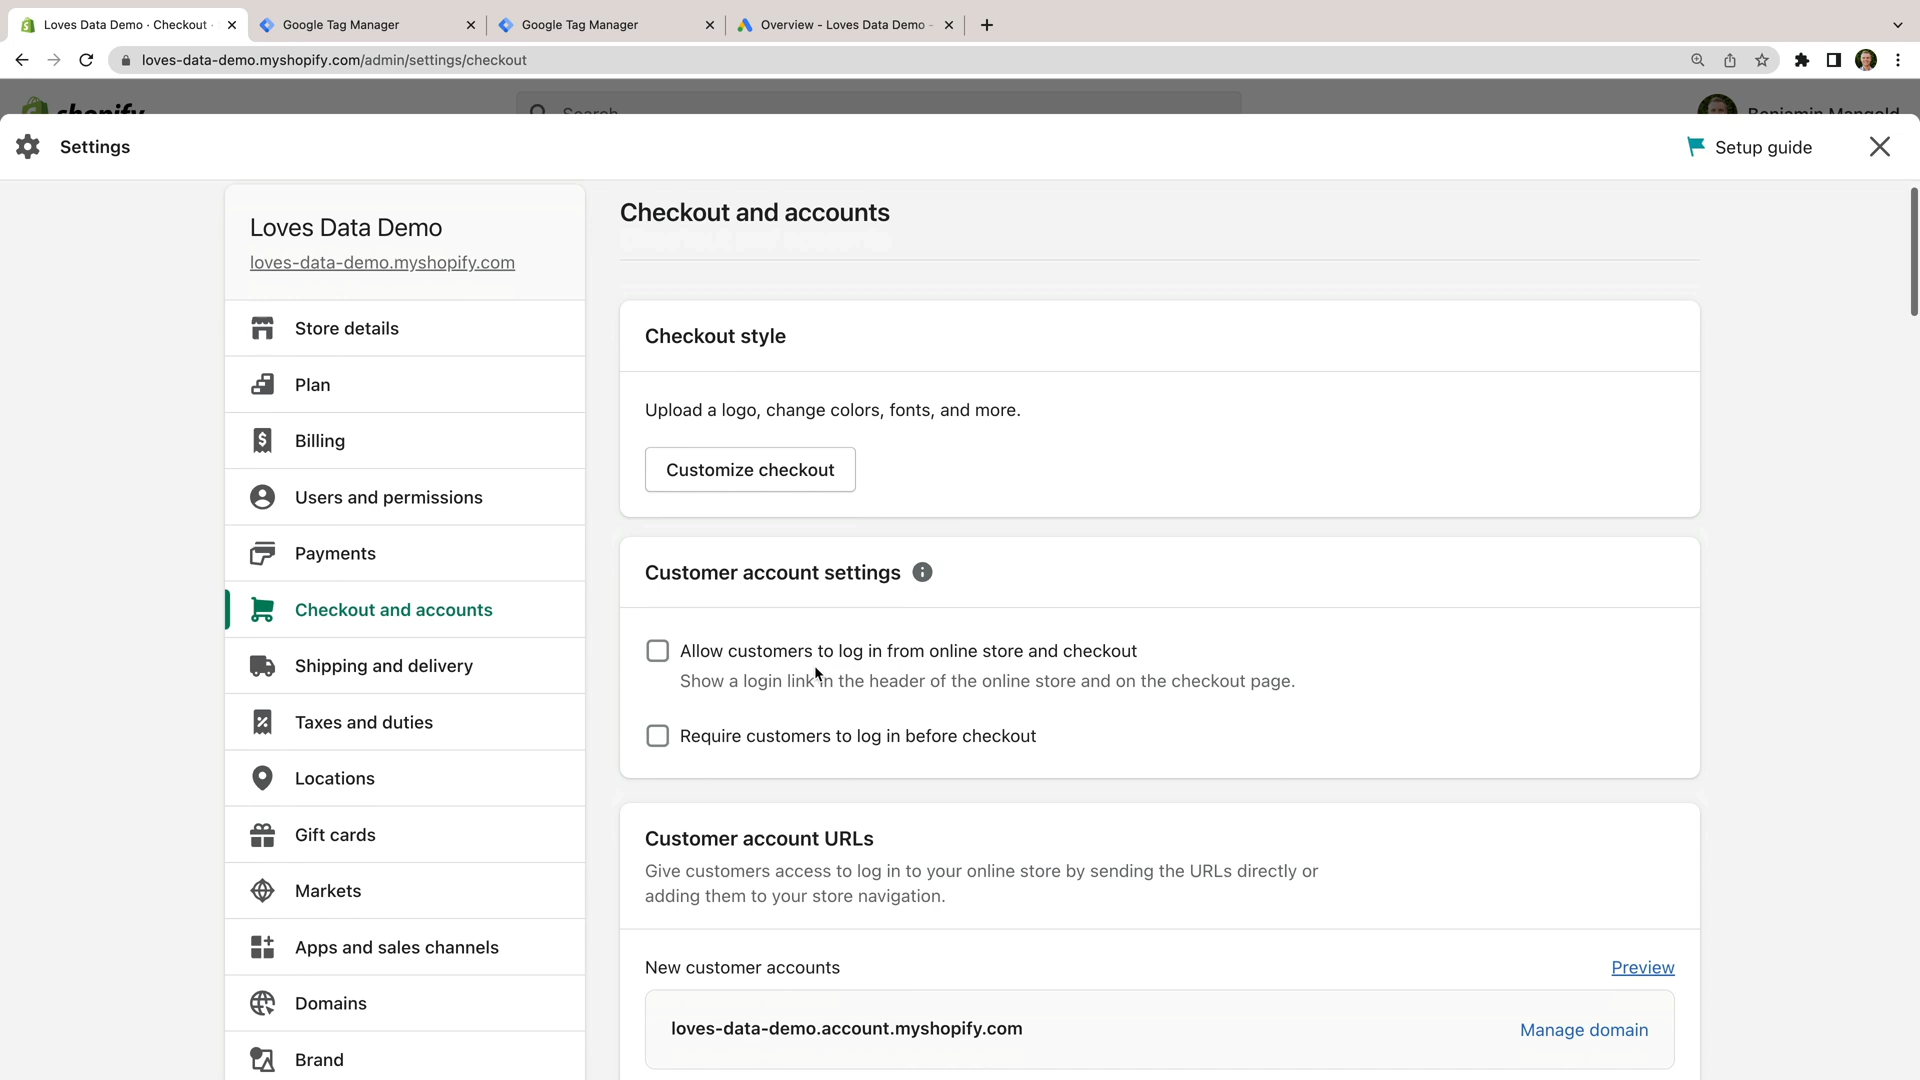 Loves Data Demo · Checkout ·
Google Tag Manager
Google Tag Manager
Overview - Loves Data Demo -
loves-data-demo.myshopify.com/admin/settings/checkout
shopify
Search
Benjamin Mangold
Settings
Setup guide
Loves Data Demo
loves-data-demo.myshopify.com
Store details
Plan
Billing
Users and permissions
Payments
Checkout and accounts
Shipping and delivery
Taxes and duties
Locations
Gift cards
Markets
Apps and sales channels
Domains
Brand
Checkout and accounts
Checkout style
Upload a logo, change colors, fonts, and more.
Customize checkout
Customer account settings
Allow customers to log in from online store and checkout
Show a login link in the header of the online store and on the checkout page.
Require customers to log in before checkout
Customer account URLs
Give customers access to log in to your online store by sending the URLs directly or
adding them to your store navigation.
New customer accounts
Preview
loves-data-demo.account.myshopify.com
Manage domain